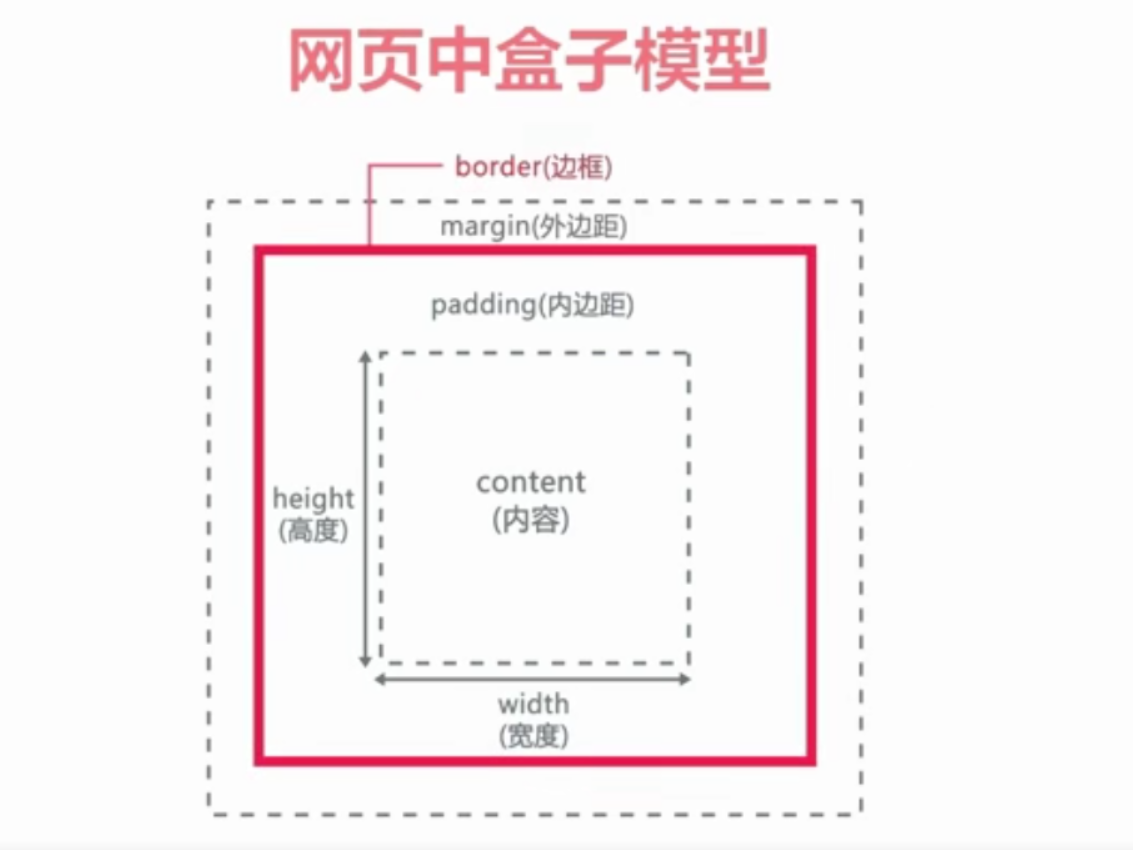 网页中盒子模型
border(边框)
margin(外边距)
padding(内边距)
content
(内容)
height
(高度)
width
(宽度)